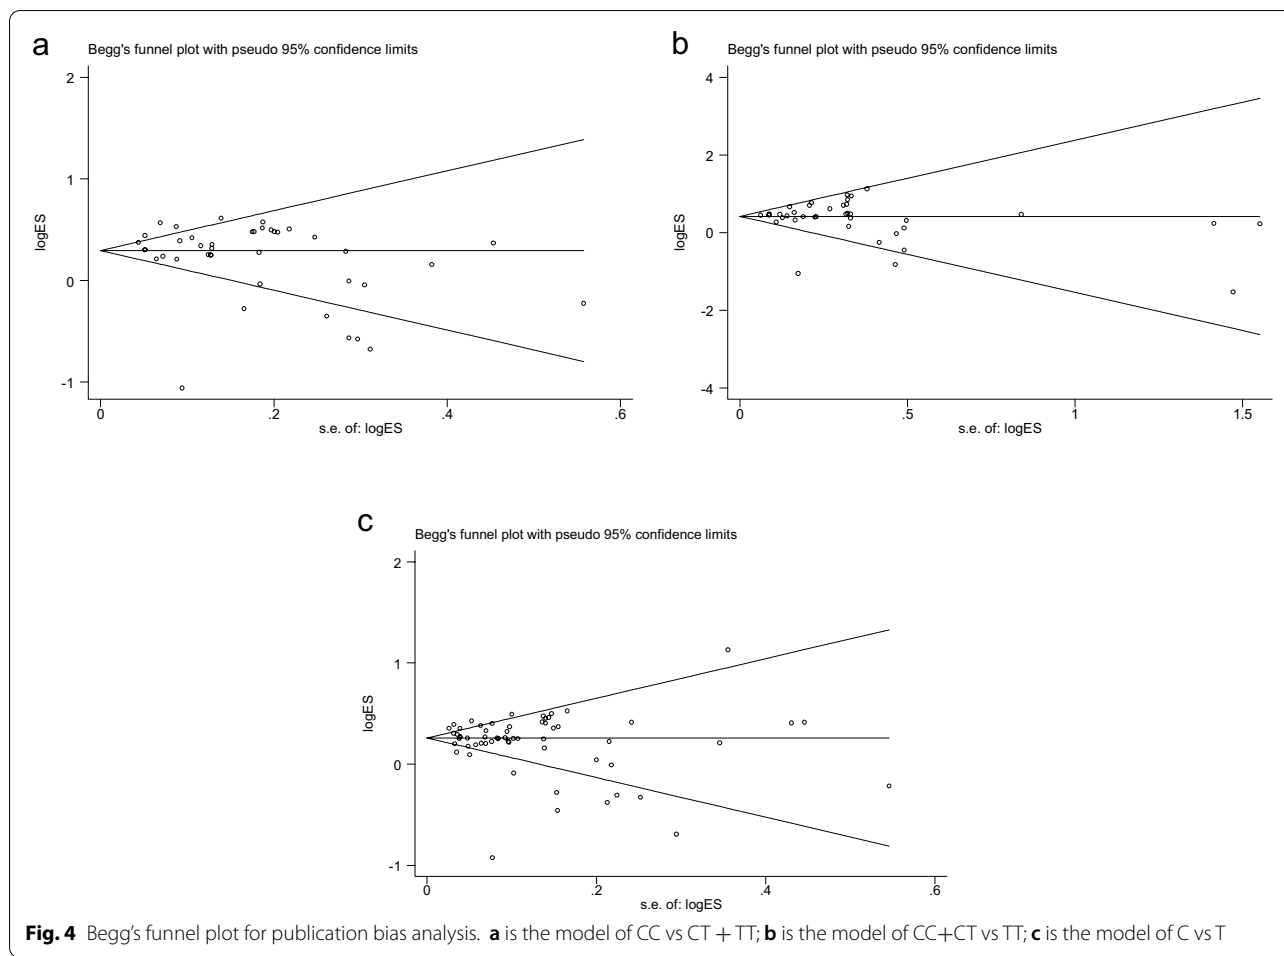 a
Begg's funnel plot with pseudo 95% confidence limits
2
1
0
-1
logES
0
.2
.4
.6
s.e. of: logES
b
Begg's funnel plot with pseudo 95% confidence limits
4
2
0
-2
-4
logES
0
.5
1
1.5
s.e. of: logES
c
Begg's funnel plot with pseudo 95% confidence limits
2
1
0
-1
logES
0
.2
.4
.6
s.e. of: logES
Fig. 4 Begg’s funnel plot for publication bias analysis. a is the model of CC vs CT + TT; b is the model of CC+CT vs TT; c is the model of C vs T